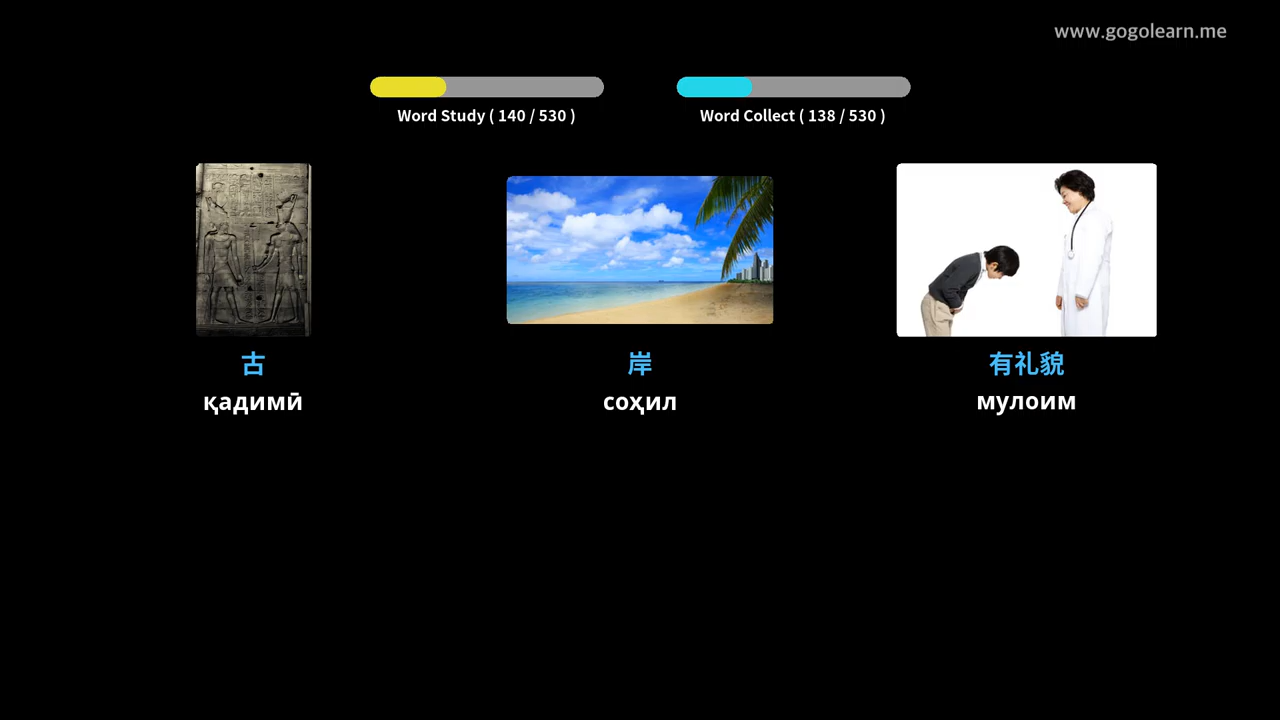 www.gogolearn.me
Word Study ( 140 / 530 )
Word Collect ( 138 / 530 )
古
қадимӣ
岸
соҳил
有礼貌
мулоим